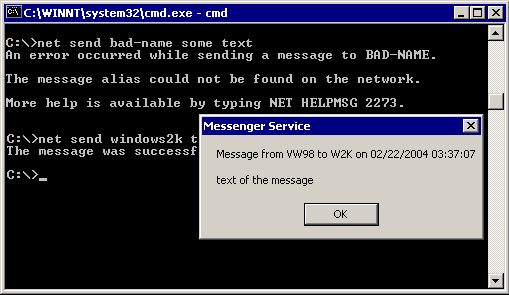 C:\WINNT\system32\cmd.exe - cmd
C:\>net send bad-name some text
An error occurred while sending a message to BAD-NAME.
The message alias could not be found on the network.
More help is available by typing NET HELPMSG 2273.
C:\>net send windows2k t
The message was successf
C:\>_
Messenger Service
Message from VW98 to W2K on 02/22/2004 03:37:07
text of the message
OK